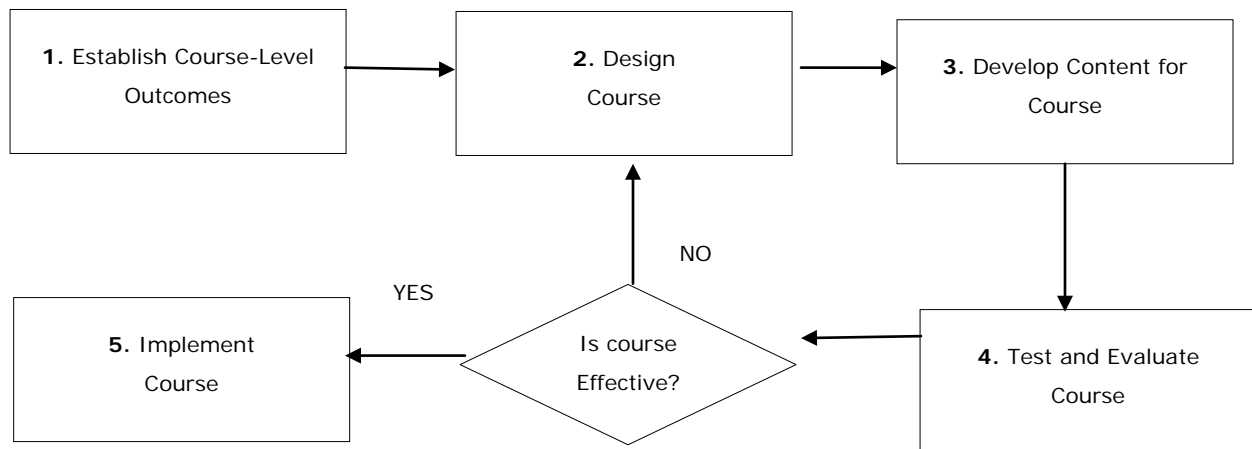 1. Establish Course-Level
Outcomes
2. Design
Course
3. Develop Content for
Course
4. Test and Evaluate
Course
Is course
Effective?
NO
YES
5. Implement
Course